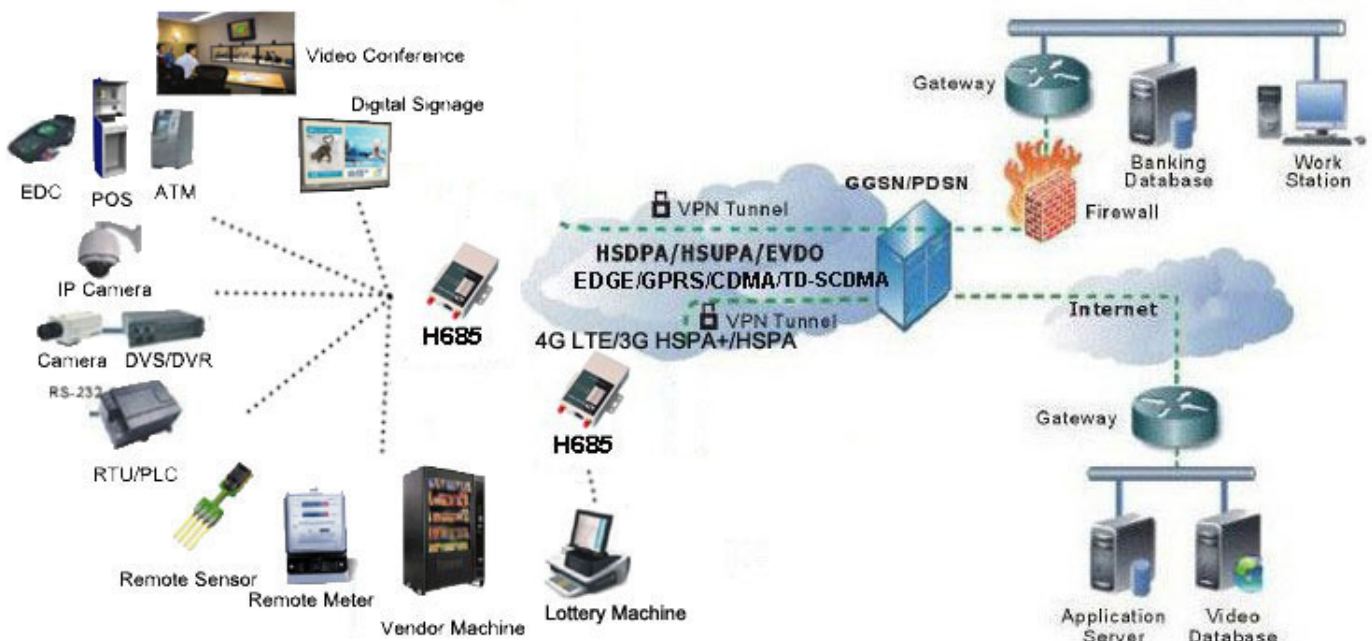 Video Conference
Digital Signage
EDC
POS
ATM
IP Camera
Camera
DVS/DVR
RS-232
RTU/PLC
Remote Sensor
Remote Meter
Vendor Machine
Lottery Machine
H685
H685
VPN Tunnel
HSDPA/HSUPA/EVDO
EDGE/GPRS/CDMA/TD-SCDMA
VPN Tunnel
4G LTE/3G HSPA+/HSPA
GGSN/PDSN
Gateway
Firewall
Banking
Database
Work
Station
Internet
Gateway
Application
Server
Video
Database